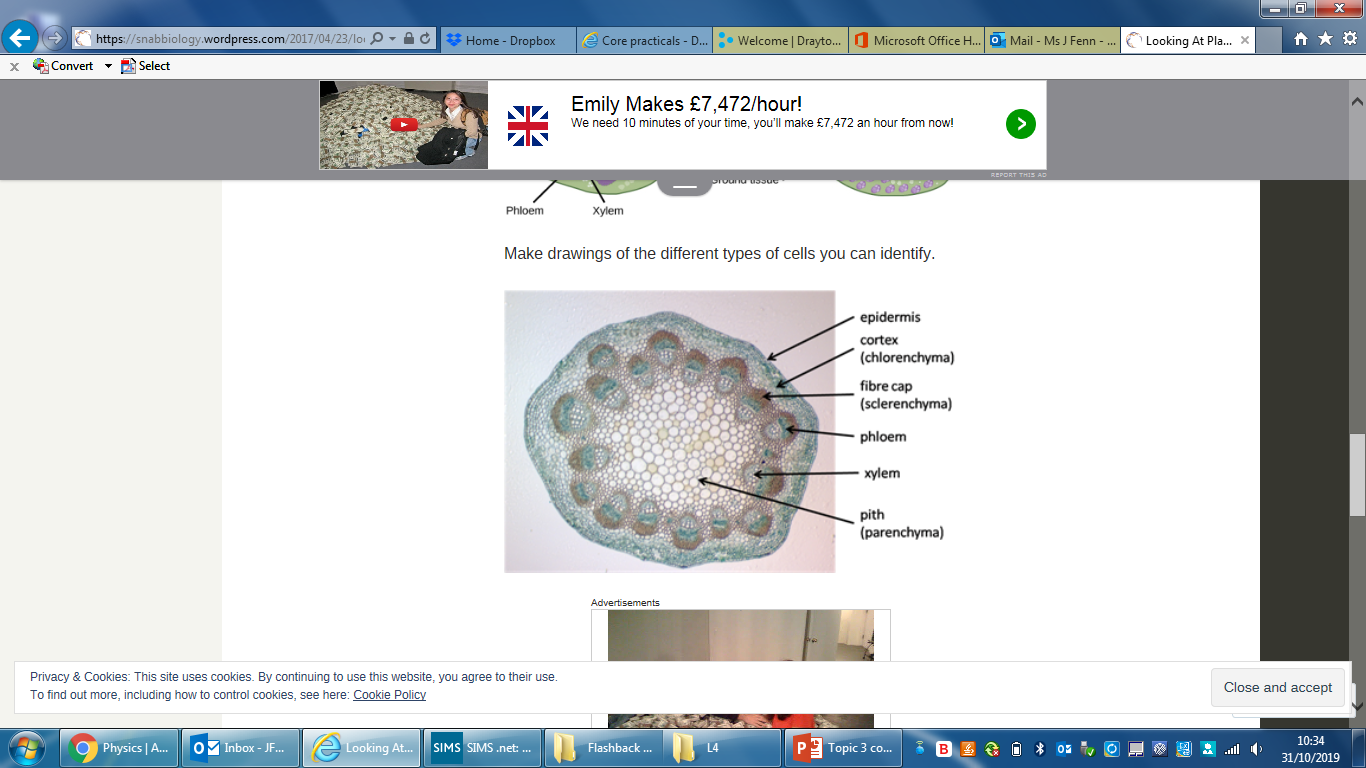 https://snabbiology.wordpress.com/2017/04/23/lo
Home - Dropbox
Core practicals - D...
Welcome | Drayto...
Microsoft Office H...
Mail - Ms J Fenn - ...
Looking At Pla...
x Convert Select
Emily Makes £7,472/hour!
We need 10 minutes of your time, you'll make £7,472 an hour from now!
REPORT THIS AD
Ground tissue
Phloem
Xylem
Make drawings of the different types of cells you can identify.
epidermis
cortex
(chlorenchyma)
fibre cap
(sclerenchyma)
phloem
xylem
pith
(parenchyma)
Advertisements
Privacy & Cookies: This site uses cookies. By continuing to use this website, you agree to their use.
To find out more, including how to control cookies, see here: Cookie Policy
Close and accept
Physics | A...
Inbox - JF...
Looking At...
SIMS
SIMS .net: ...
Flashback ...
L4
Topic 3 co...
10:34
31/10/2019